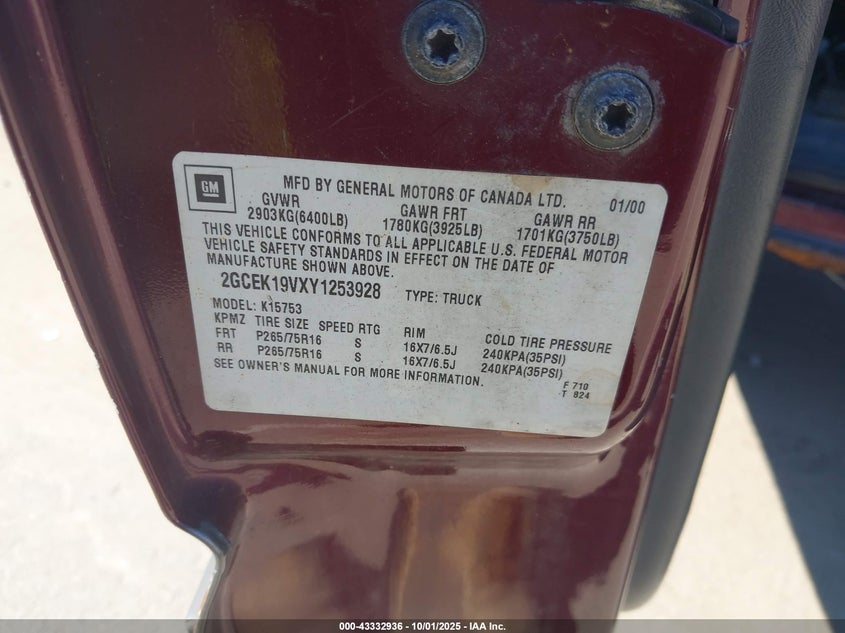 GM
MFD BY GENERAL MOTORS OF CANADA LTD. 01/00
GVWR GAWR FRT GAWR RR
2903KG(6400LB) 1780KG(3925LB) 1701KG(3750LB)
THIS VEHICLE CONFORMS TO ALL APPLICABLE U.S. FEDERAL MOTOR
VEHICLE SAFETY STANDARDS IN EFFECT ON THE DATE OF
MANUFACTURE SHOWN ABOVE.
2GCEK19VXY1253928 TYPE: TRUCK
MODEL: K15753
KPMZ TIRE SIZE SPEED RTG RIM COLD TIRE PRESSURE
FRT P265/75R16 S 16X7/6.5J 240KPA(35PSI)
RR P265/75R16 S 16X7/6.5J 240KPA(35PSI)
SEE OWNER'S MANUAL FOR MORE INFORMATION.
F 710
T 824
000-43332936 - 10/01/2025 - IAA Inc.